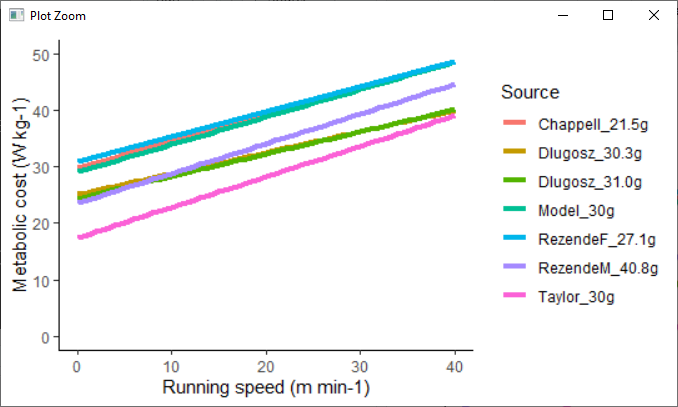 Plot Zoom
50
40
30
20
10
0
Metabolic cost (W kg-1)
0 10 20 30 40
Running speed (m min-1)
Source
Chappell_21.5g
Dlugosz_30.3g
Dlugosz_31.0g
Model_30g
RezendeF_27.1g
RezendeM_40.8g
Taylor_30g